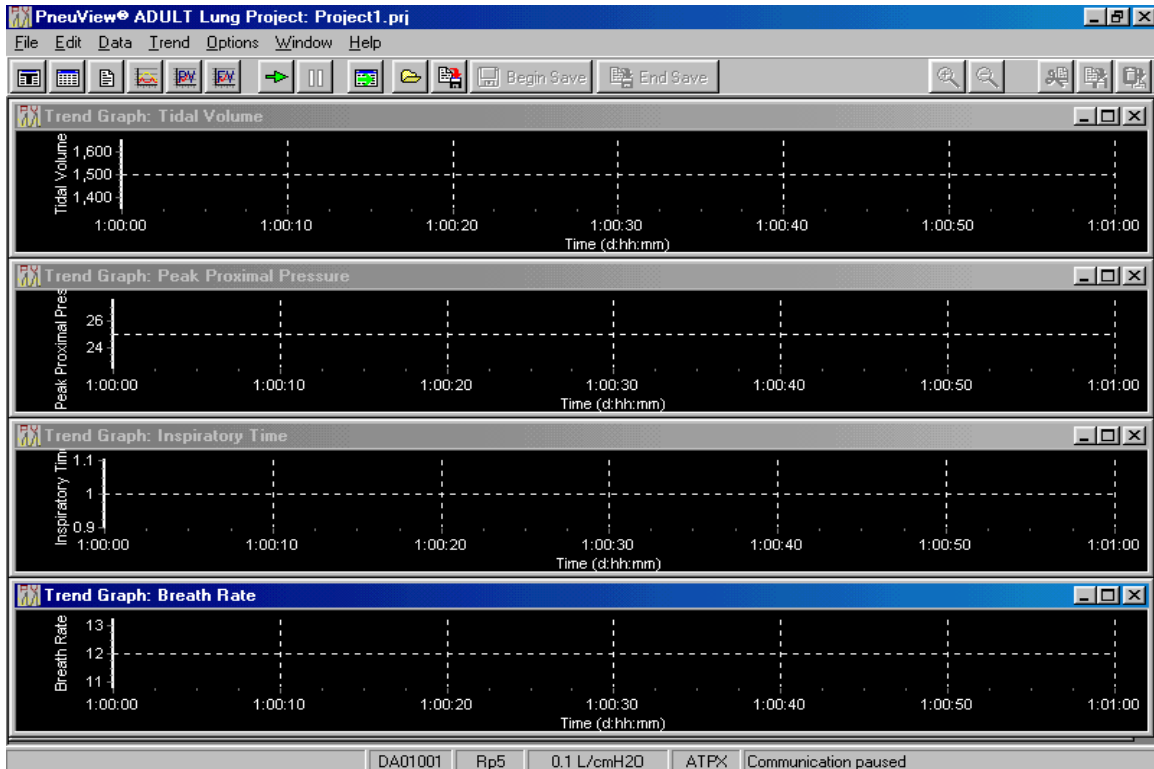 PneuView® ADULT Lung Project: Project1.prj
File Edit Data Trend Options Window Help
PV FV Begin Save End Save
Trend Graph: Tidal Volume
Tidal Volume
1,600
1,500
1,400
1:00:00 1:00:10 1:00:20 1:00:30 1:00:40 1:00:50 1:01:00
Time (d:hh:mm)
Trend Graph: Peak Proximal Pressure
Peak Proximal Pres
26
24
1:00:00 1:00:10 1:00:20 1:00:30 1:00:40 1:00:50 1:01:00
Time (d:hh:mm)
Trend Graph: Inspiratory Time
Inspiratory Tim
1.1
1
0.9
1:00:00 1:00:10 1:00:20 1:00:30 1:00:40 1:00:50 1:01:00
Time (d:hh:mm)
Trend Graph: Breath Rate
Breath Rate
13
12
11
1:00:00 1:00:10 1:00:20 1:00:30 1:00:40 1:00:50 1:01:00
Time (d:hh:mm)
DA01001 Rp5 0.1 L/cmH2O ATPX Communication paused